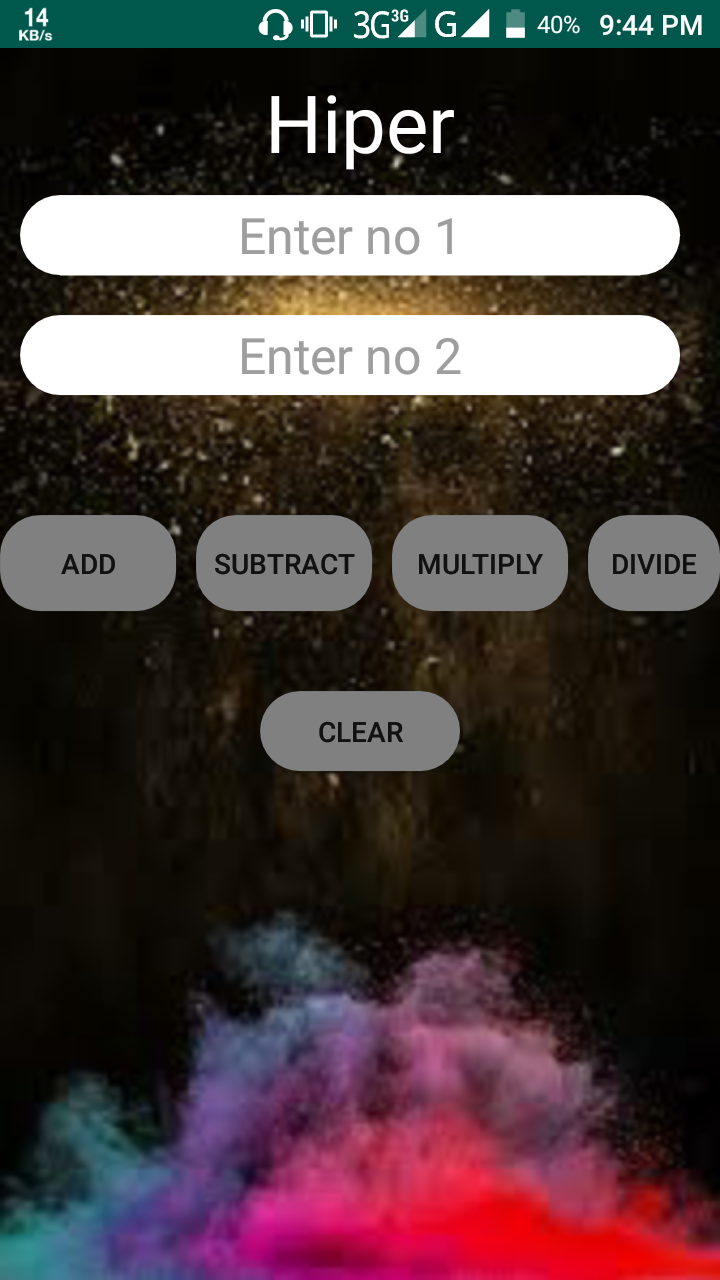 14
KB/s
3G 3G G 40% 9:44 PM
Hiper
Enter no 1
Enter no 2
ADD SUBTRACT MULTIPLY DIVIDE
CLEAR